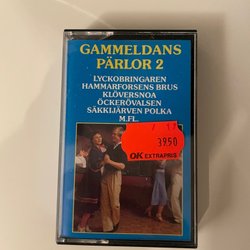 GAMMELDANS
PÄRLOR 2
LYCKOBRINGAREN
HAMMARFORSENS BRUS
KLÖVERSNOA
ÖCKERÖVALSEN
SÄKKIJÄRVEN POLKA
M.FL.
3950
OK EXTRAPRIS